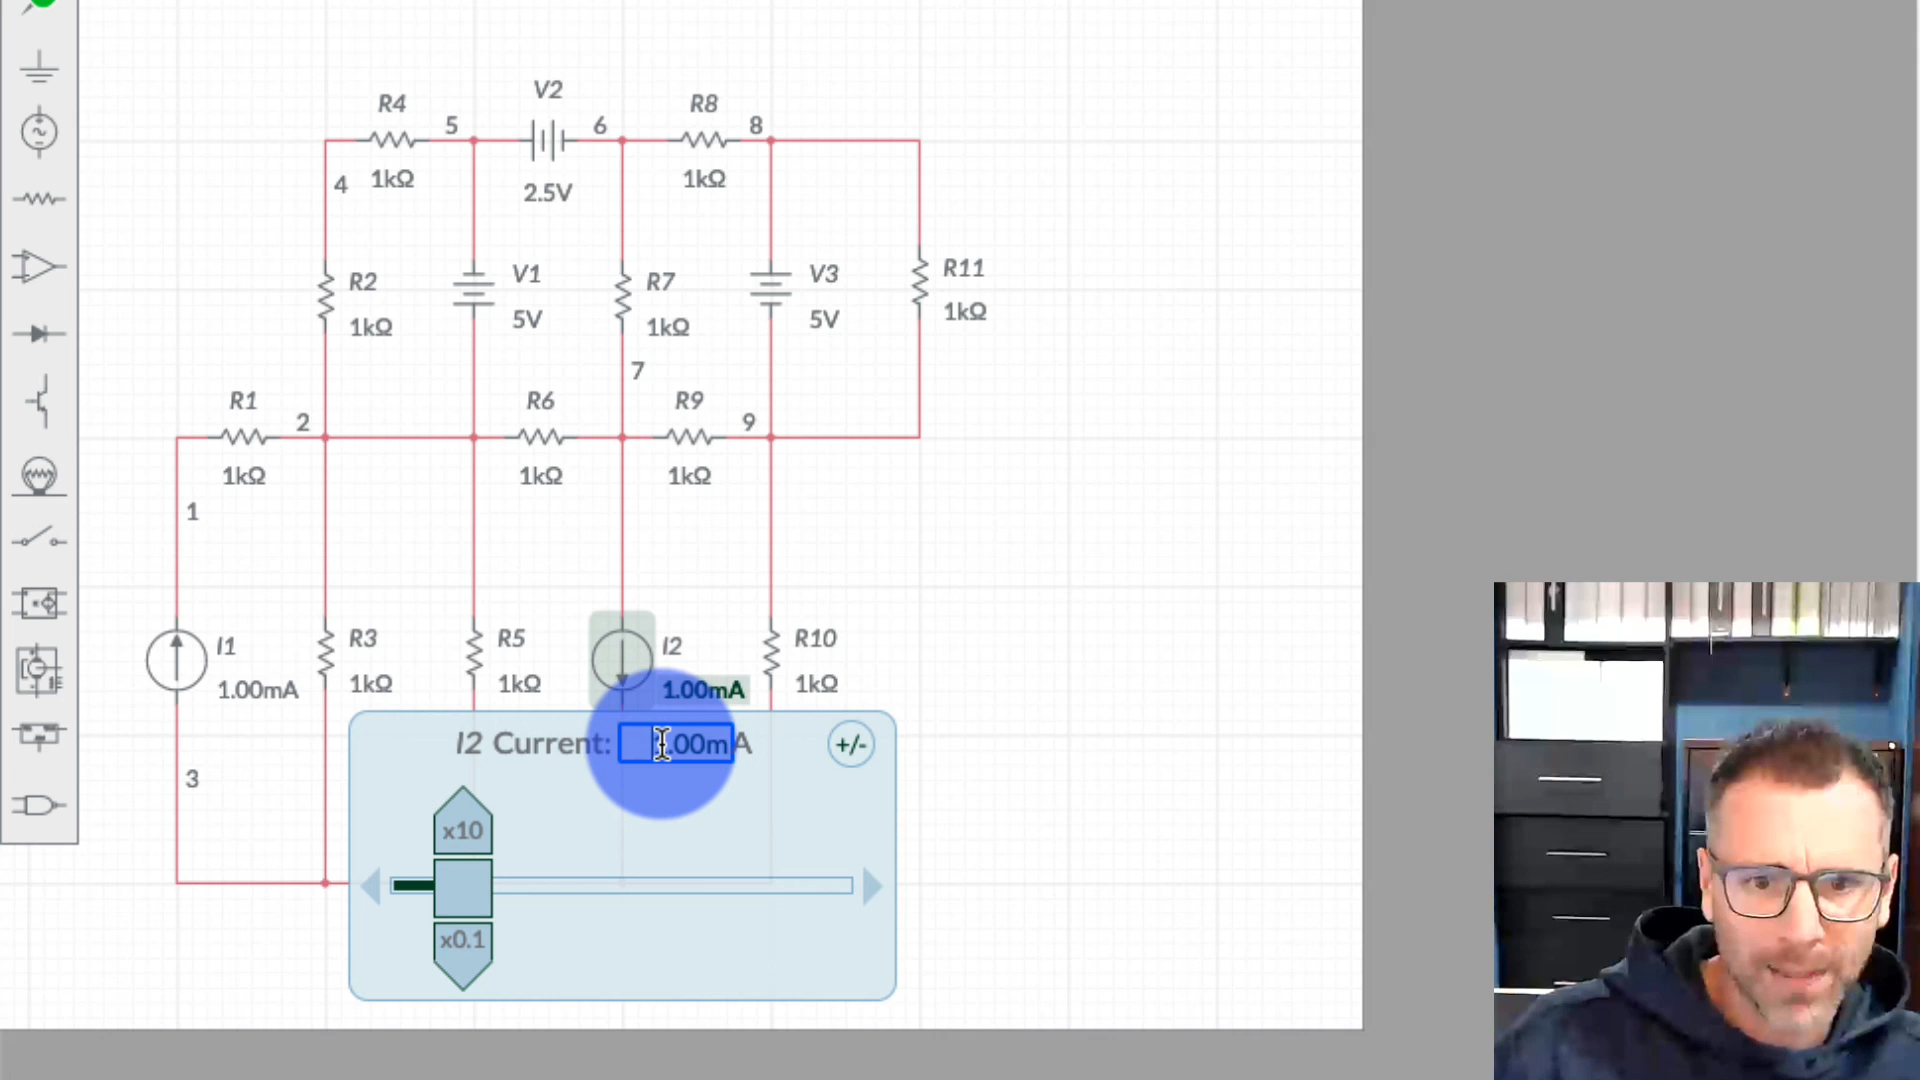 V2
R4
5
6
R8
8
4
1kΩ
2.5V
1kΩ
R2
1kΩ
V1
5V
R7
1kΩ
V3
5V
R11
1kΩ
7
R1
2
R6
R9
9
1kΩ
1kΩ
1kΩ
1
I1
1.00mA
R3
1kΩ
R5
1kΩ
I2
1.00mA
R10
1kΩ
3
I2 Current: .00mA
+/-
x10
x0.1